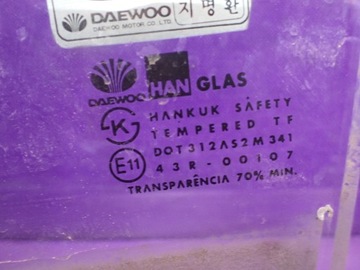 DAEWOO
DAEWOO MOTOR CO., LTD
지명환
DAEWOO HAN GLAS
HANKUK SAFETY
TEMPERED TF
DOT312AS2M341
E11 43R-00107
TRANSPARÊNCIA 70% MIN.